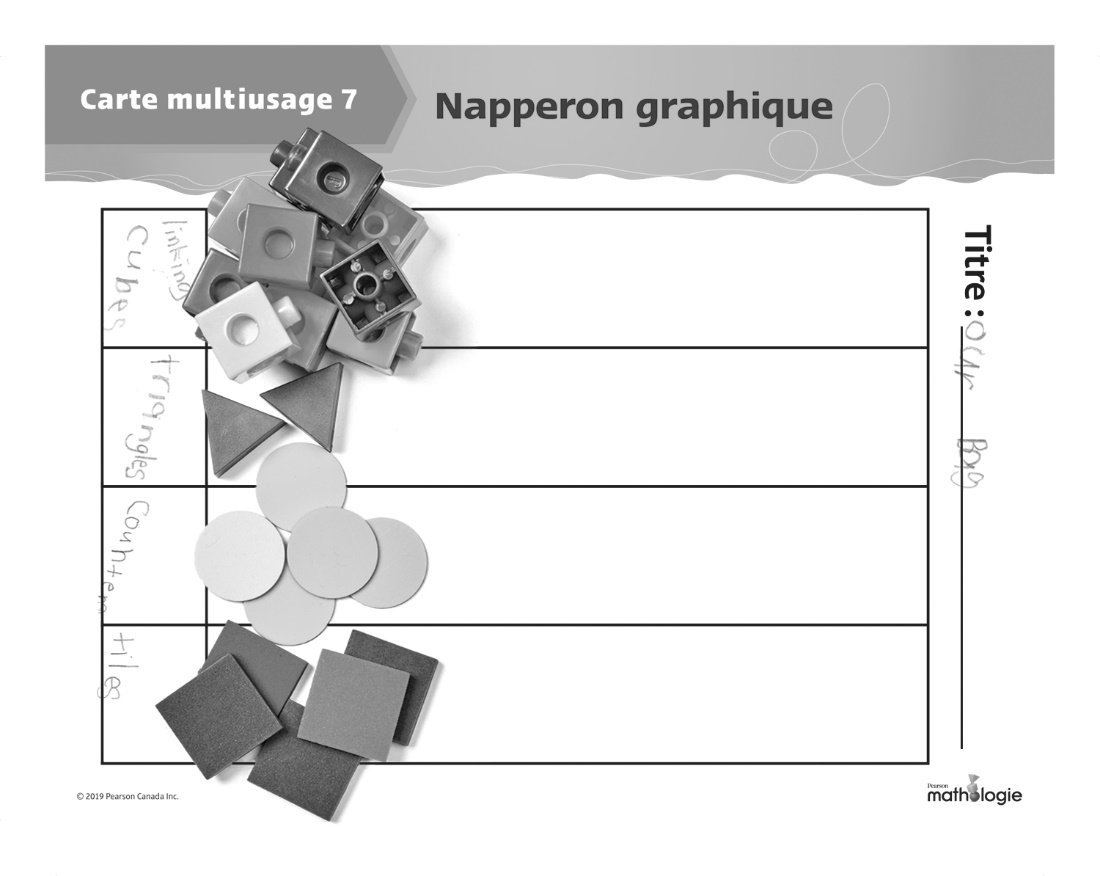 Carte multiusage 7
Napperon graphique
linking
Cubes
triangles
Counters
tiles
Titre : Our Bag
© 2019 Pearson Canada Inc.
Pearson
mathologie